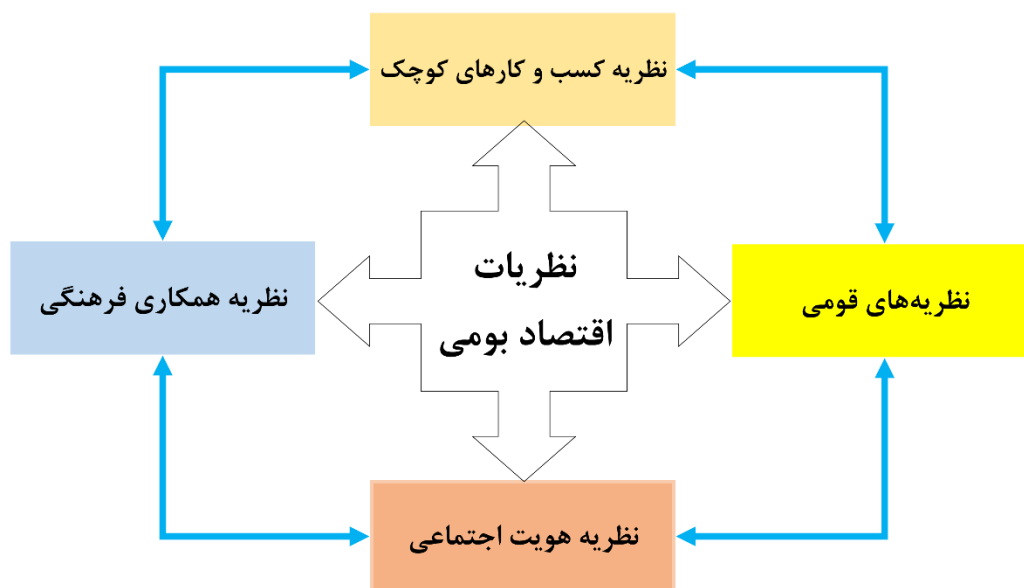 نظریه کسب و کارهای کوچک
نظریه‌های قومی
نظریات
اقتصاد بومی
نظریه همکاری فرهنگی
نظریه هویت اجتماعی